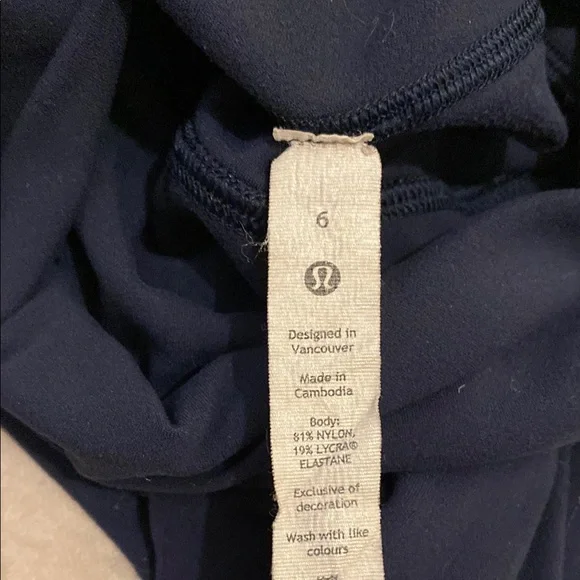 6
Designed in
Vancouver
Made in
Cambodia
Body:
81% NYLON,
19% LYCRA®
ELASTANE
Exclusive of
decoration
Wash with like
colours